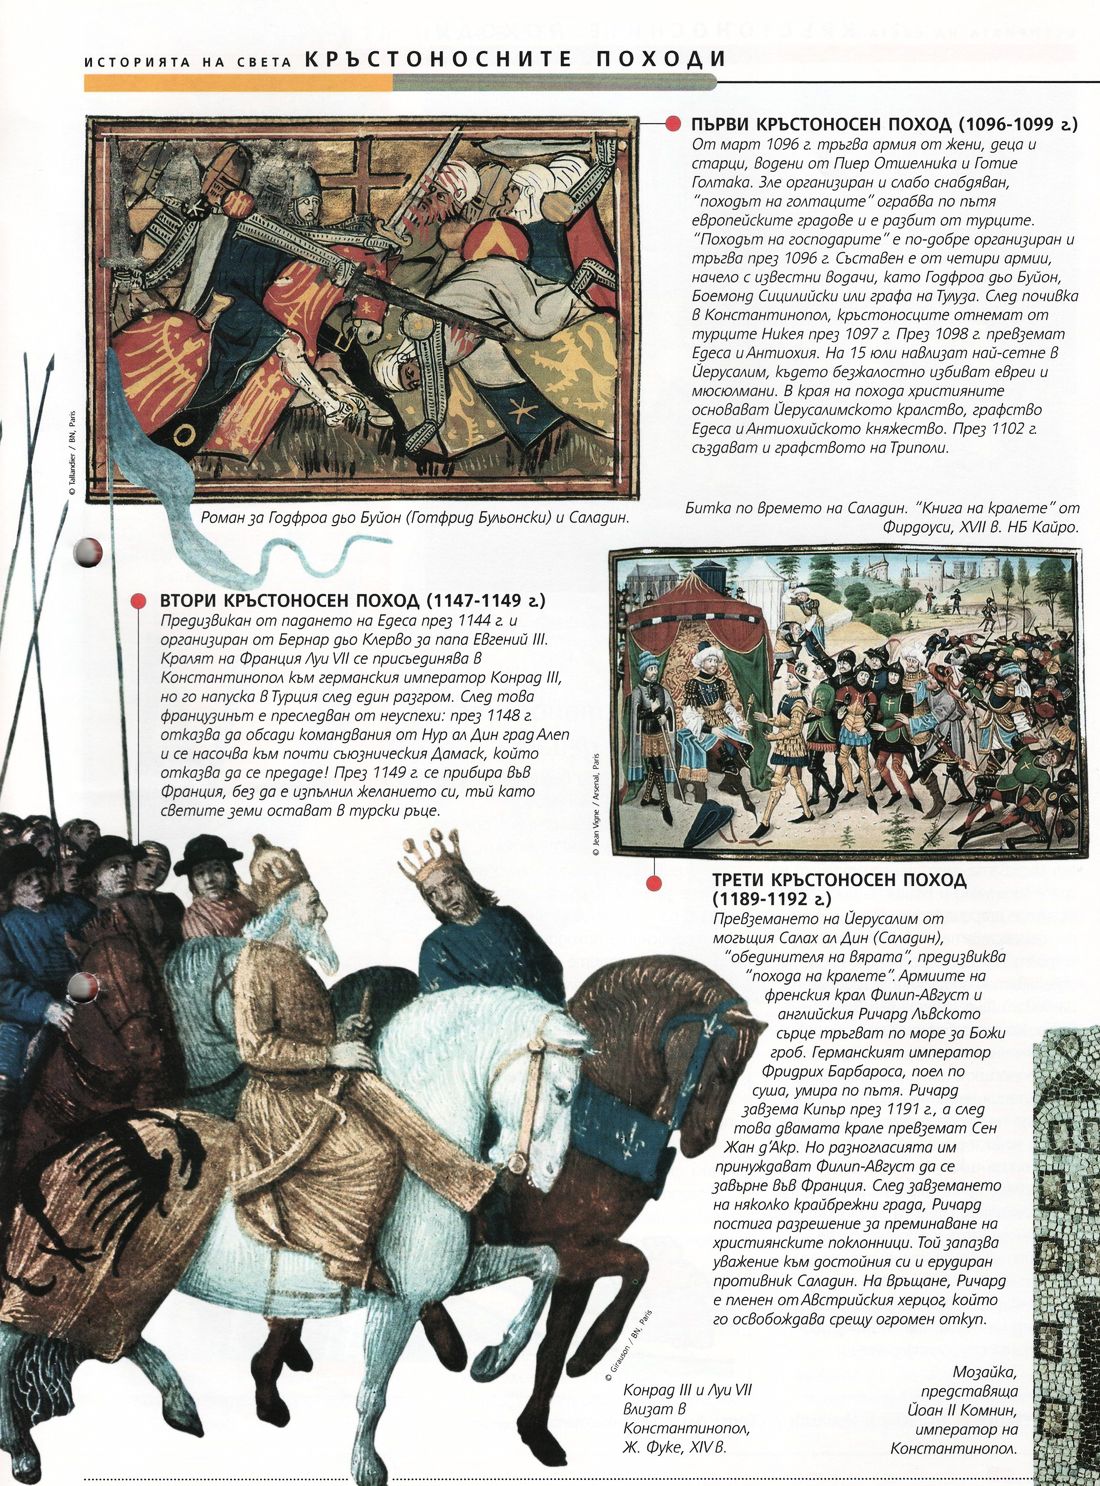 ИСТОРИЯТА НА СВЕТА КРЪСТОНОСНИТЕ ПОХОДИ
ПЪРВИ КРЪСТОНОСЕН ПОХОД (1096-1099 г.)
От март 1096 г. тръгва армия от жени, деца и
старци, водени от Пиер Отшелника и Готие
Голтака. Зле организиран и слабо снабдяван,
“походът на голтаците” ограбва по пътя
европейските градове и е разбит от турците.
“Походът на господарите” е по-добре организиран и
тръгва през 1096 г. Съставен е от четири армии,
начело с известни водачи, като Годфроа дьо Буйон,
Боемонд Сицилийски или графа на Тулуза. След почивка
в Константинопол, кръстоносците отнемат от
турците Никея през 1097 г. През 1098 г. превземат
Едеса и Антиохия. На 15 юли навлизат най-сетне в
Йерусалим, където безжалостно избиват евреи и
мюсюлмани. В края на похода християните
основават Йерусалимското кралство, графство
Едеса и Антиохийското княжество. През 1102 г.
създават и графството на Триполи.
© Tallandier / BN, Paris
Роман за Годфроа дьо Буйон (Готфрид Бульонски) и Саладин.
Битка по времето на Саладин. “Книга на кралете” от
Фирдоуси, XVII в. НБ Кайро.
ВТОРИ КРЪСТОНОСЕН ПОХОД (1147-1149 г.)
Предизвикан от падането на Едеса през 1144 г. и
организиран от Бернар дьо Клерво за папа Евгений III.
Кралят на Франция Луи VII се присъединява в
Константинопол към германския император Конрад III,
но го напуска в Турция след един разгром. След това
французинът е преследван от неуспехи: през 1148 г.
отказва да обсади командвания от Нур ал Дин град Алеп
и се насочва към почти съюзническия Дамаск, който
отказва да се предаде! През 1149 г. се прибира във
Франция, без да е изпълнил желанието си, тъй като
светите земи остават в турски ръце.
© Jean Vigne / Arsenal, Paris
ТРЕТИ КРЪСТОНОСЕН ПОХОД
(1189-1192 г.)
Превземането на Йерусалим от
могъщия Салах ал Дин (Саладин),
“обединителя на вярата”, предизвиква
“похода на кралете”. Армиите на
френския крал Филип-Август и
английския Ричард Лъвското
сърце тръгват по море за Божи
гроб. Германският император
Фридрих Барбароса, поел по
суша, умира по пътя. Ричард
завзема Кипър през 1191 г., а след
това двамата крале превземат Сен
Жан д’Акр. Но разногласията им
принуждават Филип-Август да се
завърне във Франция. След завземането
на няколко крайбрежни града, Ричард
постига разрешение за преминаване на
християнските поклонници. Той запазва
уважение към достойния си и ерудиран
противник Саладин. На връщане, Ричард
е пленен от Австрийския херцог, който
го освобождава срещу огромен откуп.
© Girauson / BN, Paris
Конрад III и Луи VII
влизат в
Константинопол,
Ж. Фуке, XIV в.
Мозайка,
представяща
Йоан II Комнин,
император на
Константинопол.